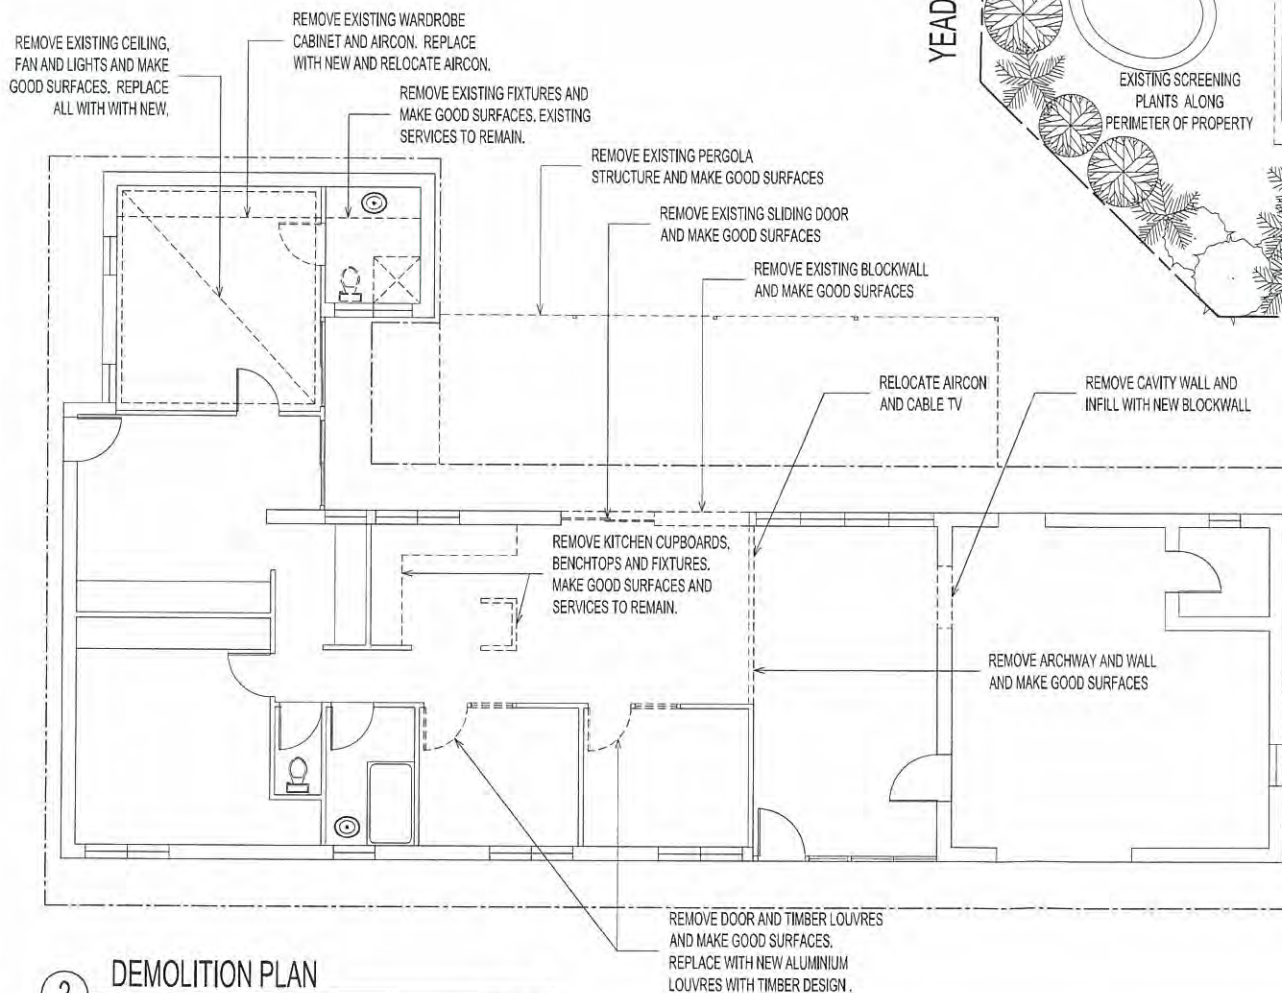 REMOVE EXISTING CEILING,
FAN AND LIGHTS AND MAKE
GOOD SURFACES. REPLACE
ALL WITH WITH NEW,
REMOVE EXISTING WARDROBE
CABINET AND AIRCON. REPLACE
WITH NEW AND RELOCATE AIRCON.
REMOVE EXISTING FIXTURES AND
MAKE GOOD SURFACES. EXISTING
SERVICES TO REMAIN.
YEAD
EXISTING SCREENING
PLANTS ALONG
PERIMETER OF PROPERTY
REMOVE EXISTING PERGOLA
STRUCTURE AND MAKE GOOD SURFACES
REMOVE EXISTING SLIDING DOOR
AND MAKE GOOD SURFACES
REMOVE EXISTING BLOCKWALL
AND MAKE GOOD SURFACES
RELOCATE AIRCON
AND CABLE TV
REMOVE CAVITY WALL AND
INFILL WITH NEW BLOCKWALL
REMOVE KITCHEN CUPBOARDS,
BENCHTOPS AND FIXTURES.
MAKE GOOD SURFACES AND
SERVICES TO REMAIN.
REMOVE ARCHWAY AND WALL
AND MAKE GOOD SURFACES
REMOVE DOOR AND TIMBER LOUVRES
AND MAKE GOOD SURFACES.
REPLACE WITH NEW ALUMINIUM
LOUVRES WITH TIMBER DESIGN .
2 DEMOLITION PLAN